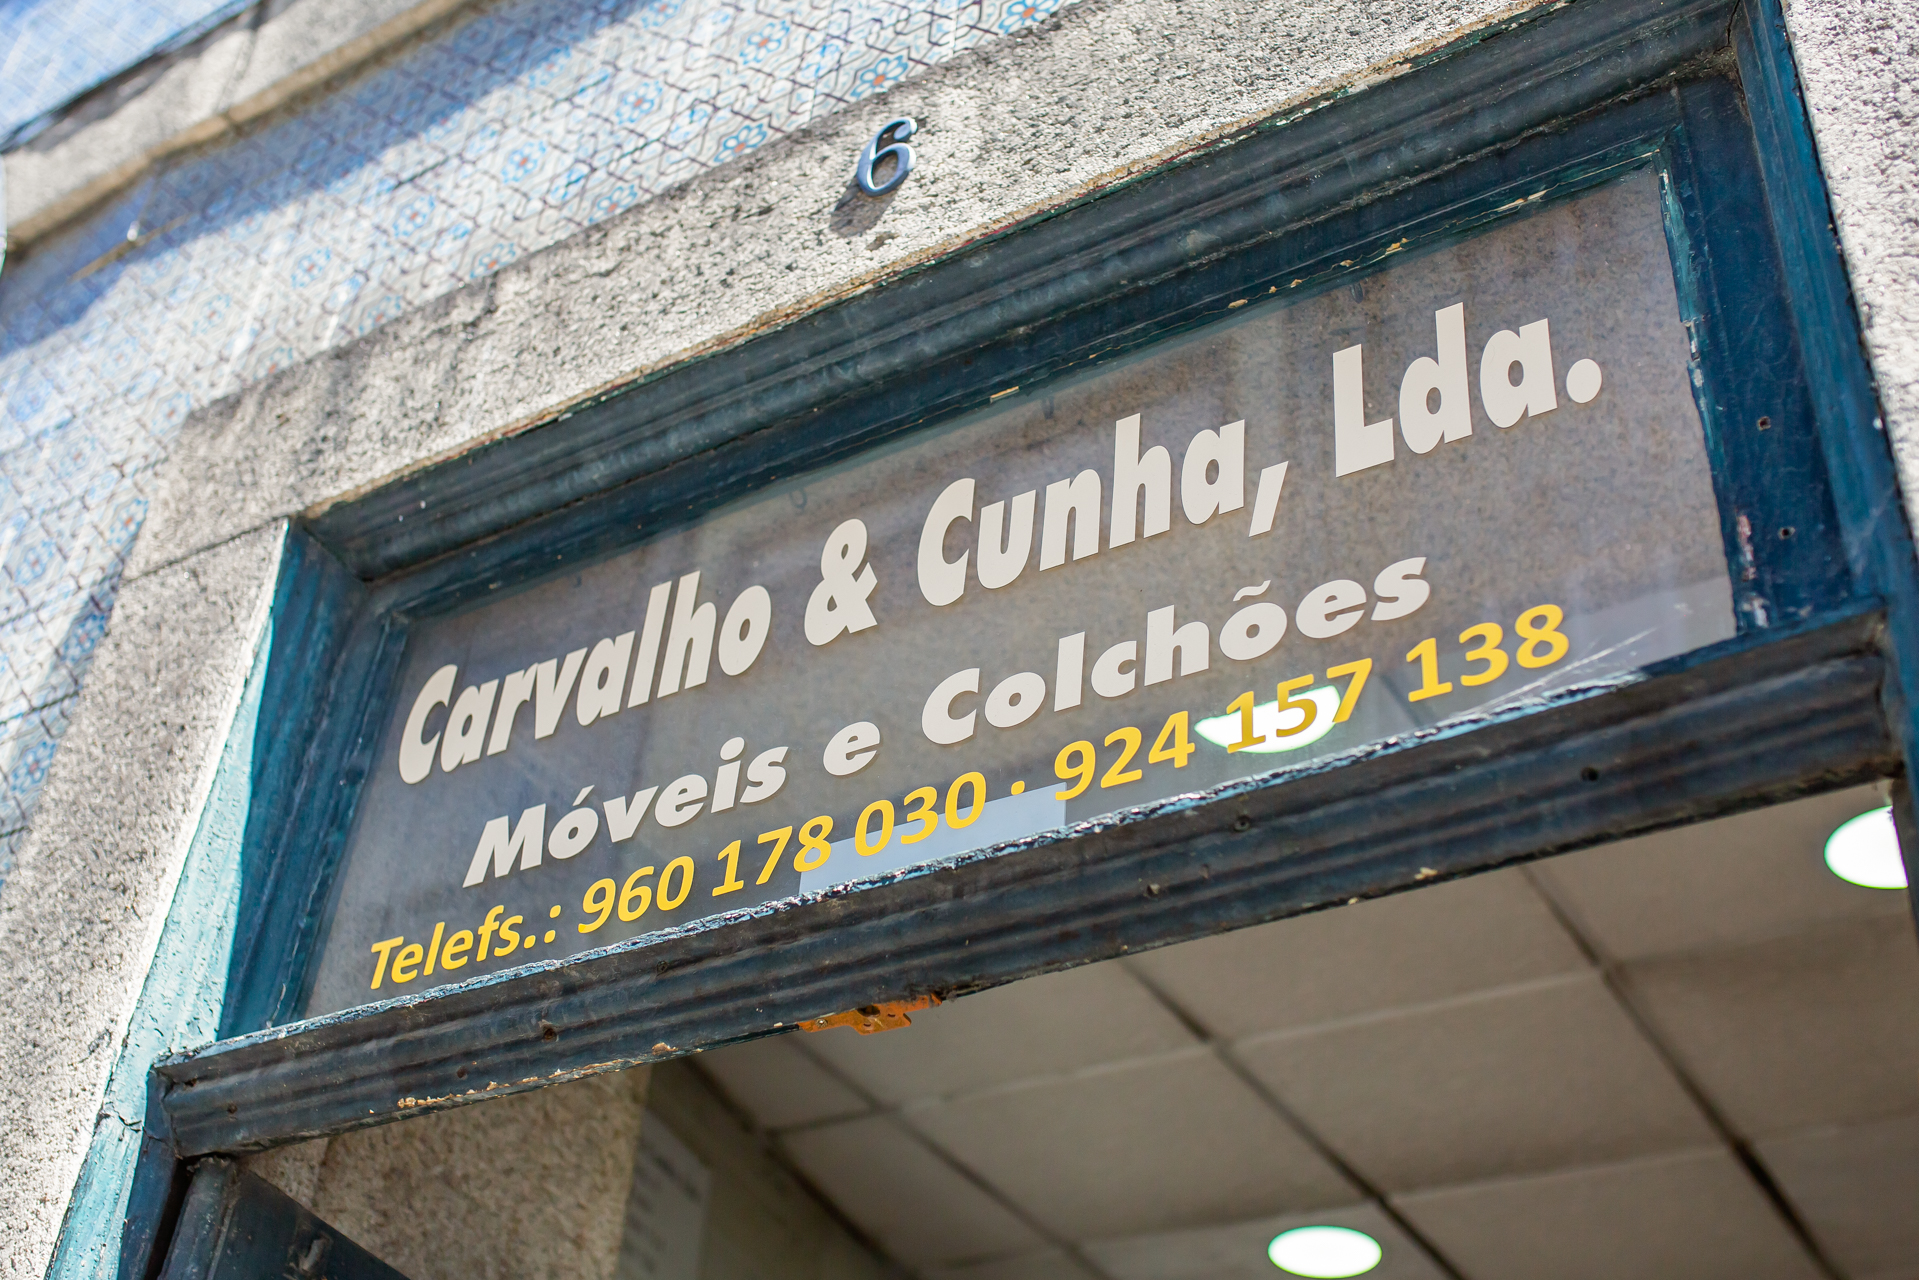 6
Carvalho & Cunha, Lda.
Móveis e Colchões
Telefs.: 960 178 030 · 924 157 138